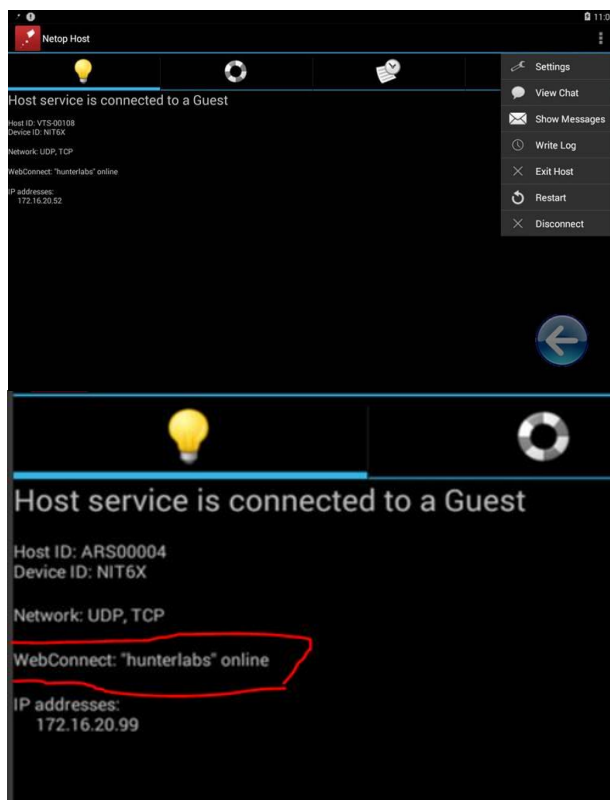 11:0
Netop Host
Settings
Host service is connected to a Guest
View Chat
Host ID: VTS-00108
Show Messages
Device ID: NIT6X
Write Log
Network: UDP, TCP
WebConnect: "hunterlabs" online
Exit Host
IP addresses:
Restart
172.16.20.52
Disconnect
Host service is connected to a Guest
Host ID: ARS00004
Device ID: NIT6X
Network: UDP, TCP
WebConnect: "hunterlabs" online
IP addresses:
172.16.20.99